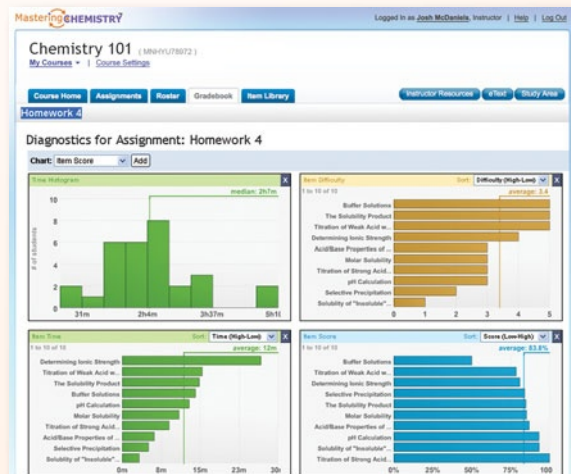 MasteringCHEMISTRY
Logged in as Josh McDaniels, Instructor | Help | Log Out
Chemistry 101 ( MNHYU78972 )
My Courses | Course Settings
Course Home Assignments Roster Gradebook Item Library
Instructor Resources eText Study Area
Homework 4
Diagnostics for Assignment: Homework 4
Chart: Item Score Add
Time Histogram X
median: 2h7m
# of students
10
8
6
4
2
0
31m 2h4m 3h37m 5h10
Item Difficulty Sort: Difficulty (High-Low) X
1 to 10 of 10 average: 3.4
Buffer Solutions
The Solubility Product
Titration of Weak Acid w...
Determining Ionic Strength
Acid/Base Properties of ...
Molar Solubility
Titration of Strong Acid...
pH Calculation
Selective Precipitation
Solubility of "Insoluble"...
0 1 2 3 4 5
Item Time Sort: Time (High-Low) X
1 to 10 of 10 average: 12m
Determining Ionic Strength
Titration of Weak Acid w...
The Solubility Product
Buffer Solutions
pH Calculation
Molar Solubility
Titration of Strong Acid...
Acid/Base Properties of ...
Selective Precipitation
Solubility of "Insoluble"...
0m 8m 15m 23m 30
Item Score Sort: Score (Low-High) X
1 to 10 of 10 average: 83.8%
Buffer Solutions
Titration of Weak Acid w...
Determining Ionic Strength
Selective Precipitation
The Solubility Product
Molar Solubility
Acid/Base Properties of ...
pH Calculation
Solubility of "Insoluble"...
Titration of Strong Acid...
0% 25% 50% 75% 100